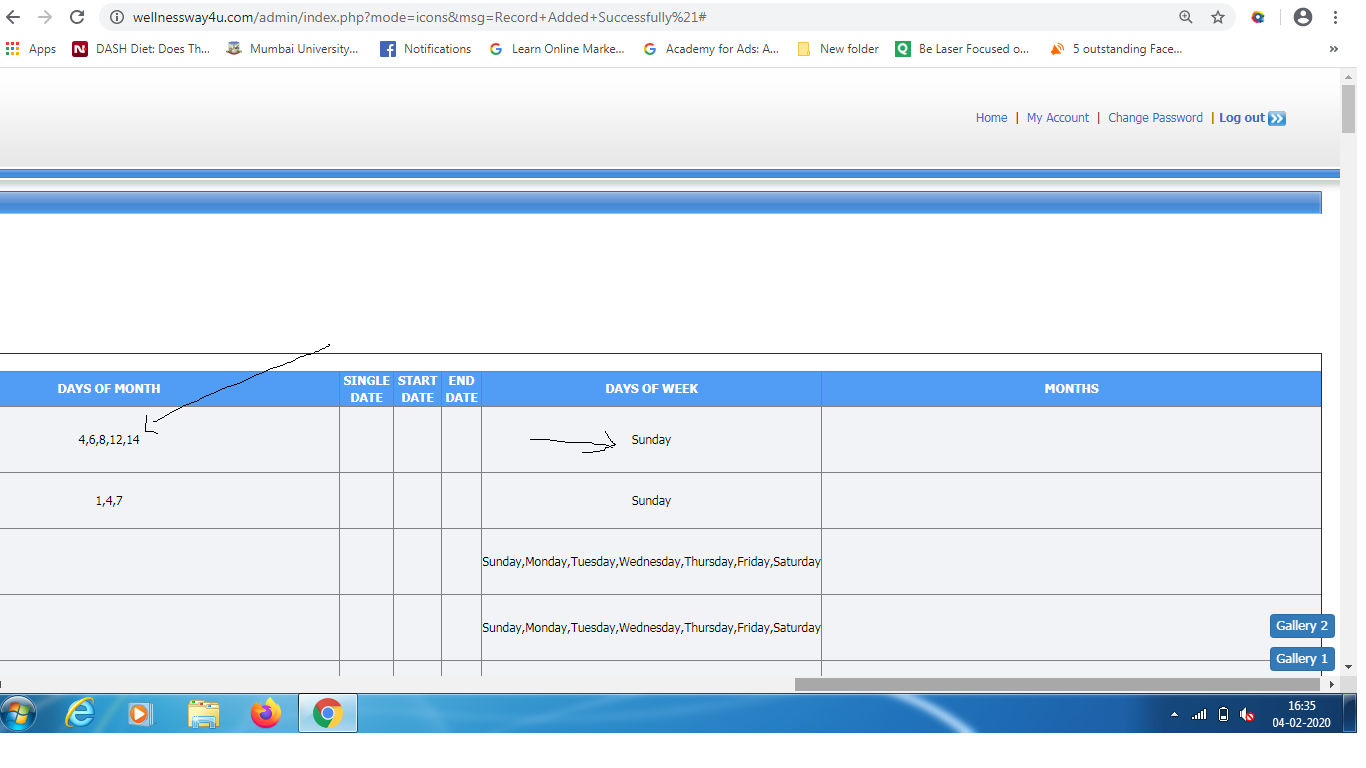 wellnessway4u.com/admin/index.php?mode=icons&msg=Record+Added+Successfully%21#
Apps N DASH Diet: Does Th... Mumbai University... f Notifications G Learn Online Marke... G Academy for Ads: A... New folder Q Be Laser Focused o... 5 outstanding Face... »
Home | My Account | Change Password | Log out
DAYS OF MONTH SINGLE DATE START DATE END DATE DAYS OF WEEK MONTHS
4,6,8,12,14 Sunday
1,4,7 Sunday
Sunday,Monday,Tuesday,Wednesday,Thursday,Friday,Saturday
Sunday,Monday,Tuesday,Wednesday,Thursday,Friday,Saturday
Gallery 2
Gallery 1
16:35
04-02-2020